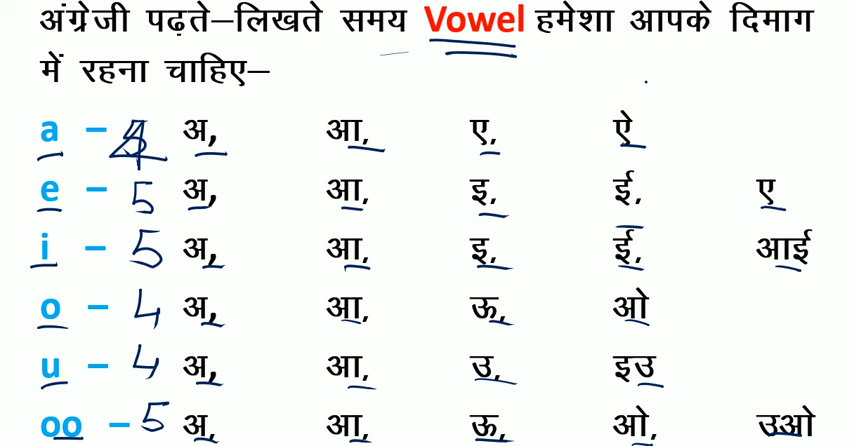 अंग्रेजी पढ़ते–लिखते समय Vowel हमेशा आपके दिमाग
में रहना चाहिए–
a – 4 अ, आ, ए, ऐ
e – 5 अ, आ, इ, ई, ए
i – 5 अ, आ, इ, ई, आई
o – 4 अ, आ, ऊ, ओ
u – 4 अ, आ, उ, इउ
oo – 5 अ, आ, ऊ, ओ, उओ